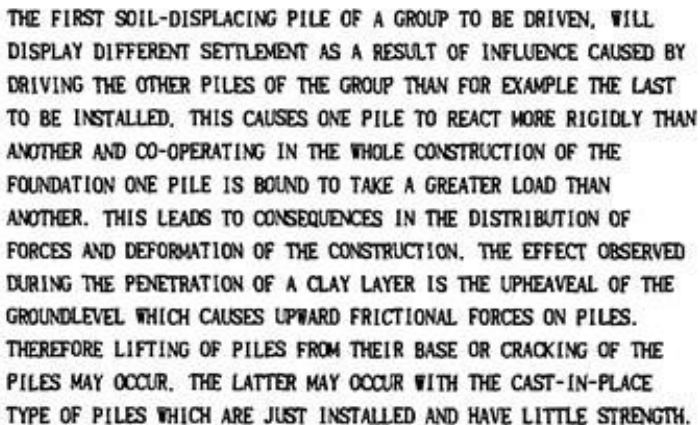 THE FIRST SOIL-DISPLACING PILE OF A GROUP TO BE DRIVEN, WILL
DISPLAY DIFFERENT SETTLEMENT AS A RESULT OF INFLUENCE CAUSED BY
DRIVING THE OTHER PILES OF THE GROUP THAN FOR EXAMPLE THE LAST
TO BE INSTALLED. THIS CAUSES ONE PILE TO REACT MORE RIGIDLY THAN
ANOTHER AND CO-OPERATING IN THE WHOLE CONSTRUCTION OF THE
FOUNDATION ONE PILE IS BOUND TO TAKE A GREATER LOAD THAN
ANOTHER. THIS LEADS TO CONSEQUENCES IN THE DISTRIBUTION OF
FORCES AND DEFORMATION OF THE CONSTRUCTION. THE EFFECT OBSERVED
DURING THE PENETRATION OF A CLAY LAYER IS THE UPHEAVEAL OF THE
GROUNDLEVEL WHICH CAUSES UPWARD FRICTIONAL FORCES ON PILES.
THEREFORE LIFTING OF PILES FROM THEIR BASE OR CRACKING OF THE
PILES MAY OCCUR. THE LATTER MAY OCCUR WITH THE CAST-IN-PLACE
TYPE OF PILES WHICH ARE JUST INSTALLED AND HAVE LITTLE STRENGTH.